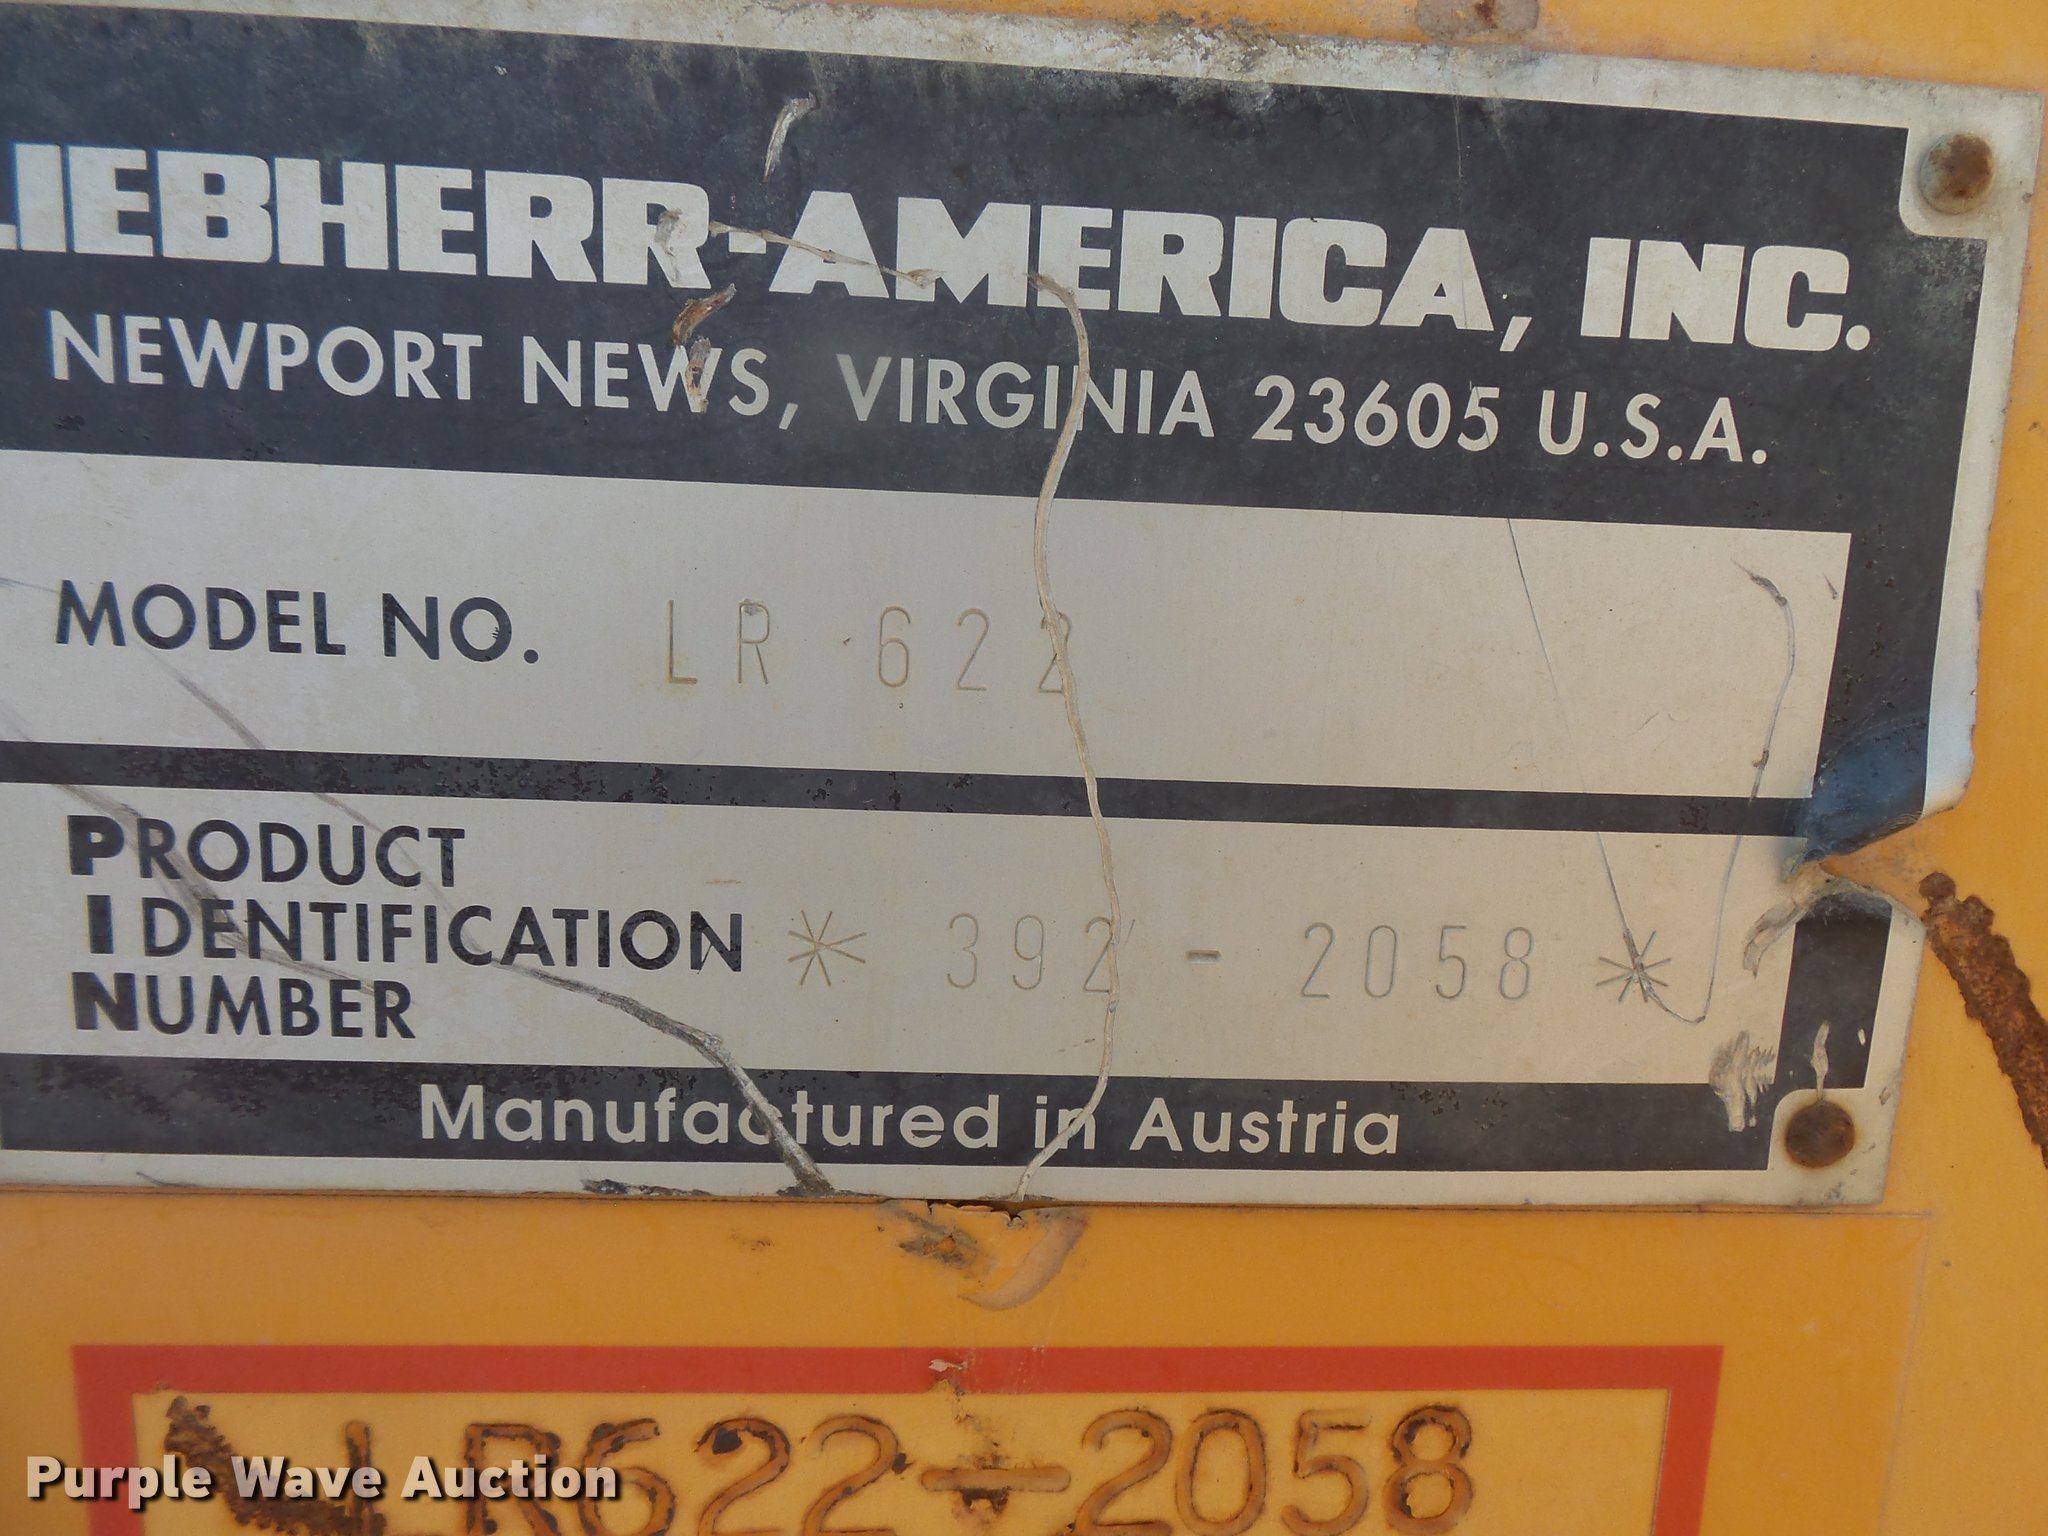 LIEBHERR-AMERICA, INC.
NEWPORT NEWS, VIRGINIA 23605 U.S.A.
MODEL NO. LR 622
PRODUCT
IDENTIFICATION * 392 - 2058 *
NUMBER
Manufactured in Austria
LR622-2058
Purple Wave Auction